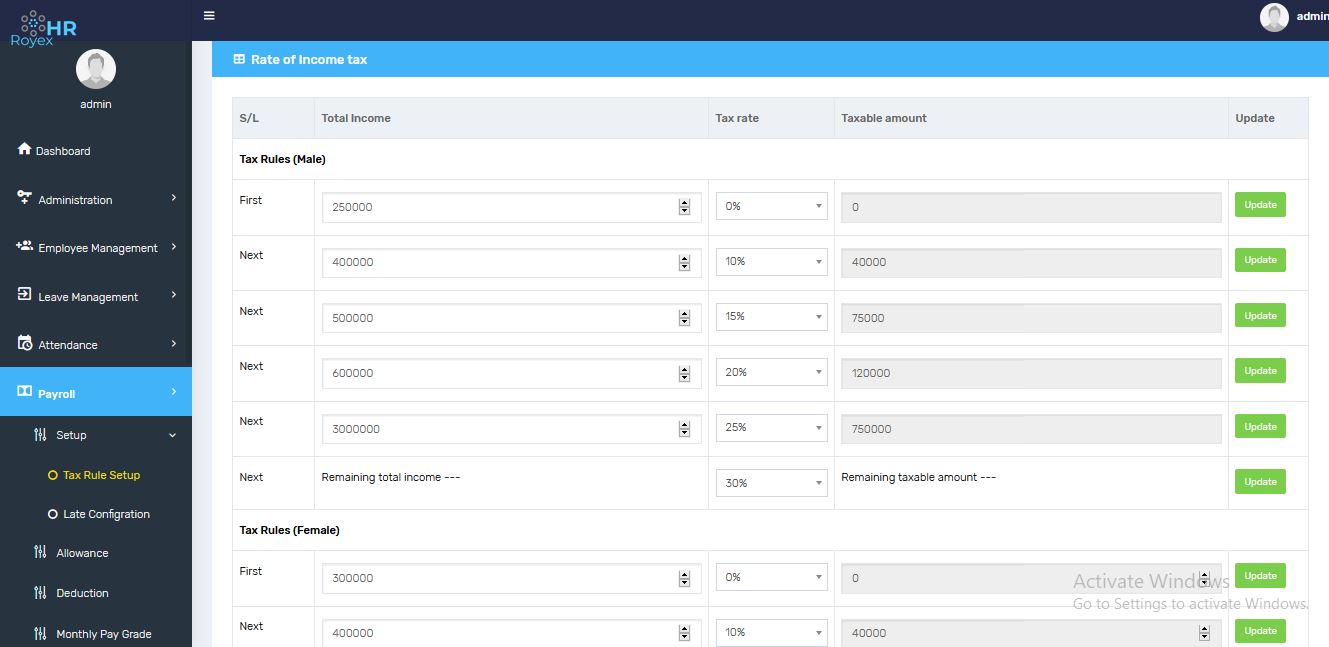 HR
Royex
admin
admin
Dashboard
Administration
Employee Management
Leave Management
Attendance
Payroll
Setup
Tax Rule Setup
Late Configration
Allowance
Deduction
Monthly Pay Grade
Rate of Income tax
S/L Total Income Tax rate Taxable amount Update
Tax Rules (Male)
First 250000 0% 0 Update
Next 400000 10% 40000 Update
Next 500000 15% 75000 Update
Next 600000 20% 120000 Update
Next 3000000 25% 750000 Update
Next Remaining total income --- 30% Remaining taxable amount --- Update
Tax Rules (Female)
First 300000 0% 0 Update
Next 400000 10% 40000 Update
Activate Windows
Go to Settings to activate Windows.